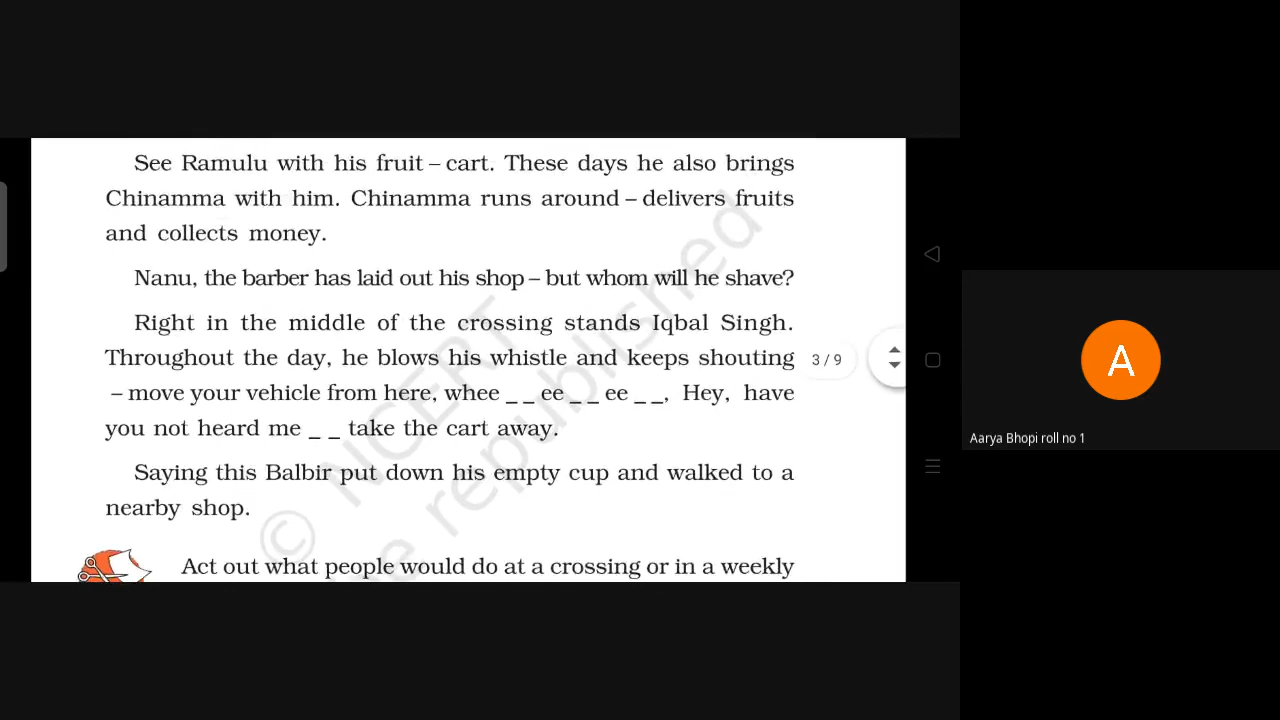 See Ramulu with his fruit – cart. These days he also brings
Chinamma with him. Chinamma runs around – delivers fruits
and collects money.
Nanu, the barber has laid out his shop – but whom will he shave?
Right in the middle of the crossing stands Iqbal Singh.
Throughout the day, he blows his whistle and keeps shouting
– move your vehicle from here, whee _ _ ee _ _ ee _ _, Hey, have
you not heard me _ _ take the cart away.
Saying this Balbir put down his empty cup and walked to a
nearby shop.
Act out what people would do at a crossing or in a weekly
© NCERT
be republished
3 / 9
A
Aarya Bhopi roll no 1